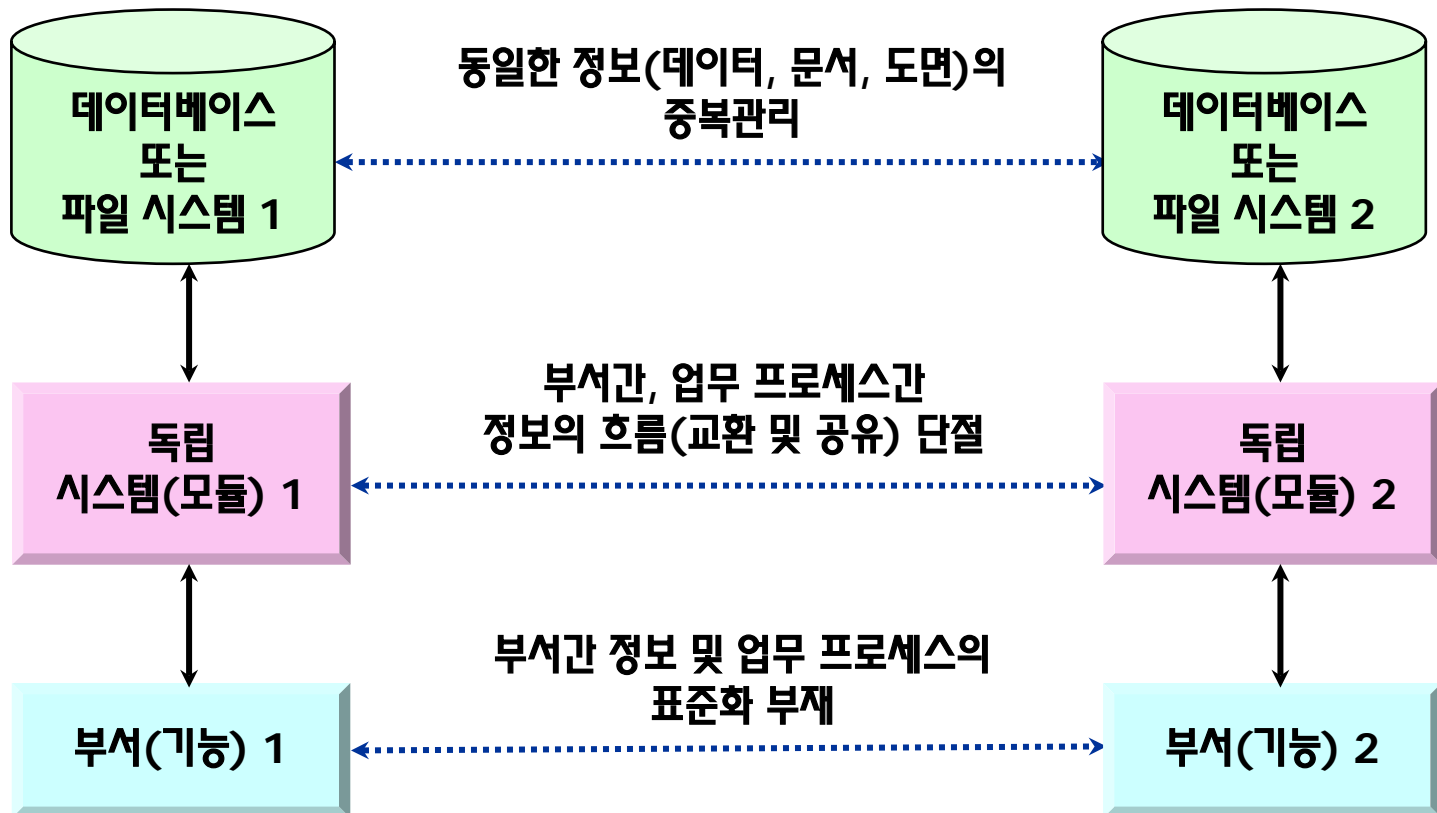 동일한 정보(데이터, 문서, 도면)의
중복관리
데이터베이스
또는
파일 시스템 1
데이터베이스
또는
파일 시스템 2
부서간, 업무 프로세스간
정보의 흐름(교환 및 공유) 단절
독립
시스템(모듈) 1
독립
시스템(모듈) 2
부서간 정보 및 업무 프로세스의
표준화 부재
부서(기능) 1
부서(기능) 2